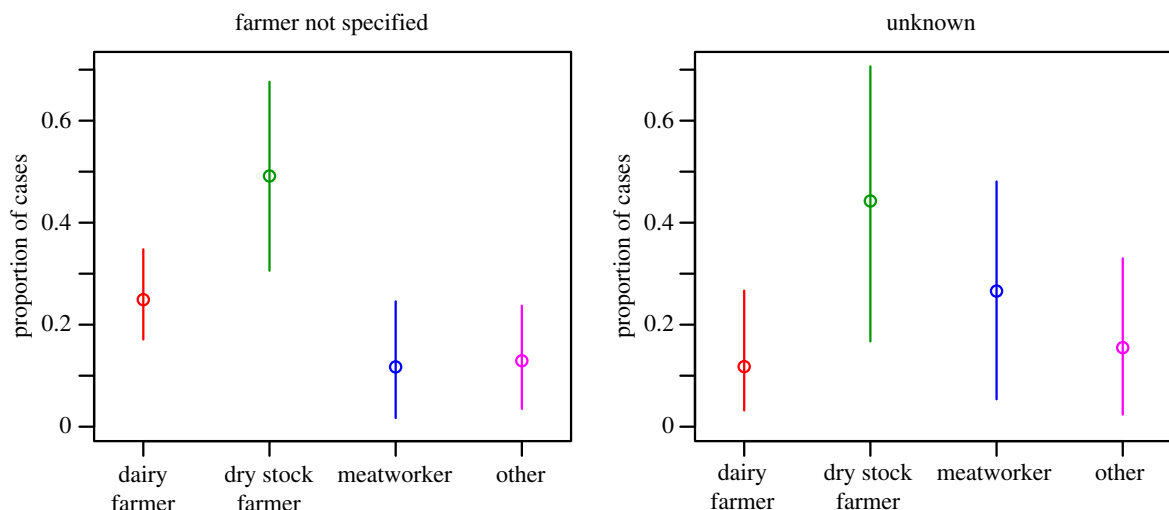 farmer not specified
proportion of cases
0.6
0.4
0.2
0
dairy farmer
dry stock farmer
meatworker
other
unknown
proportion of cases
0.6
0.4
0.2
0
dairy farmer
dry stock farmer
meatworker
other